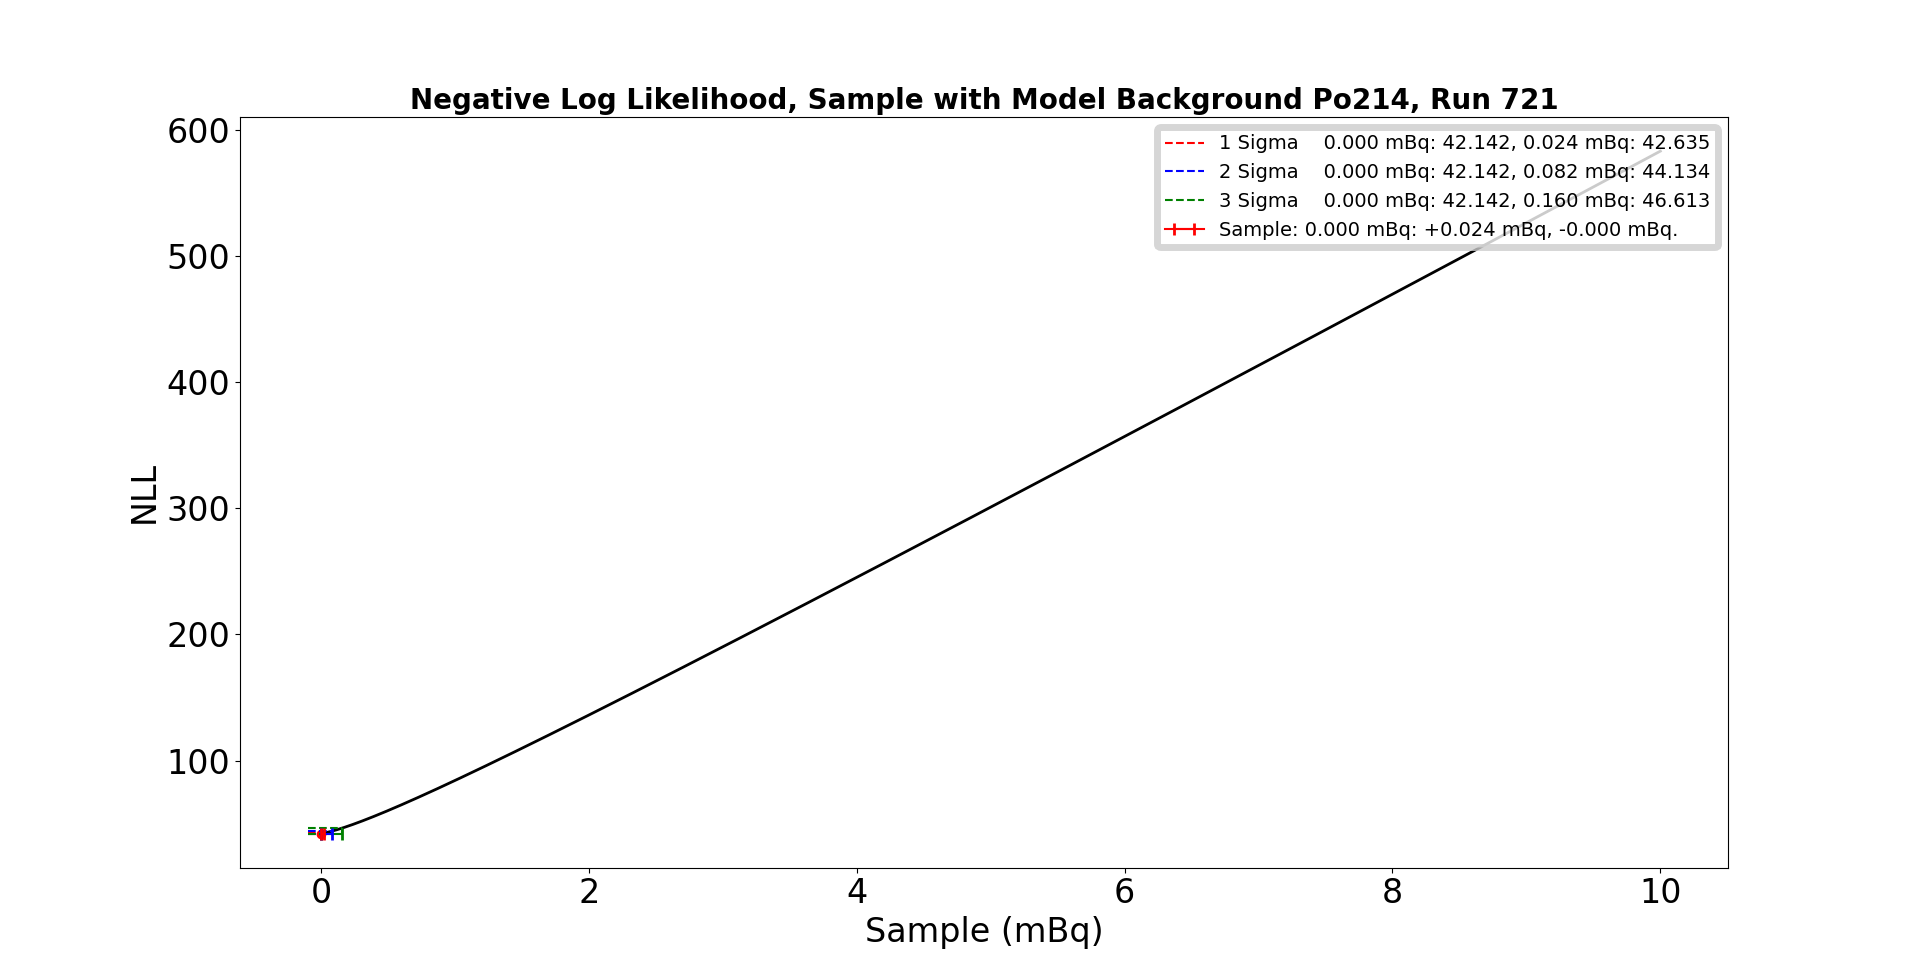 Negative Log Likelihood, Sample with Model Background Po214, Run 721
1 Sigma 0.000 mBq: 42.142, 0.024 mBq: 42.635
2 Sigma 0.000 mBq: 42.142, 0.082 mBq: 44.134
3 Sigma 0.000 mBq: 42.142, 0.160 mBq: 46.613
Sample: 0.000 mBq: +0.024 mBq, -0.000 mBq.
600
500
400
300
200
100
NLL
0 2 4 6 8 10
Sample (mBq)